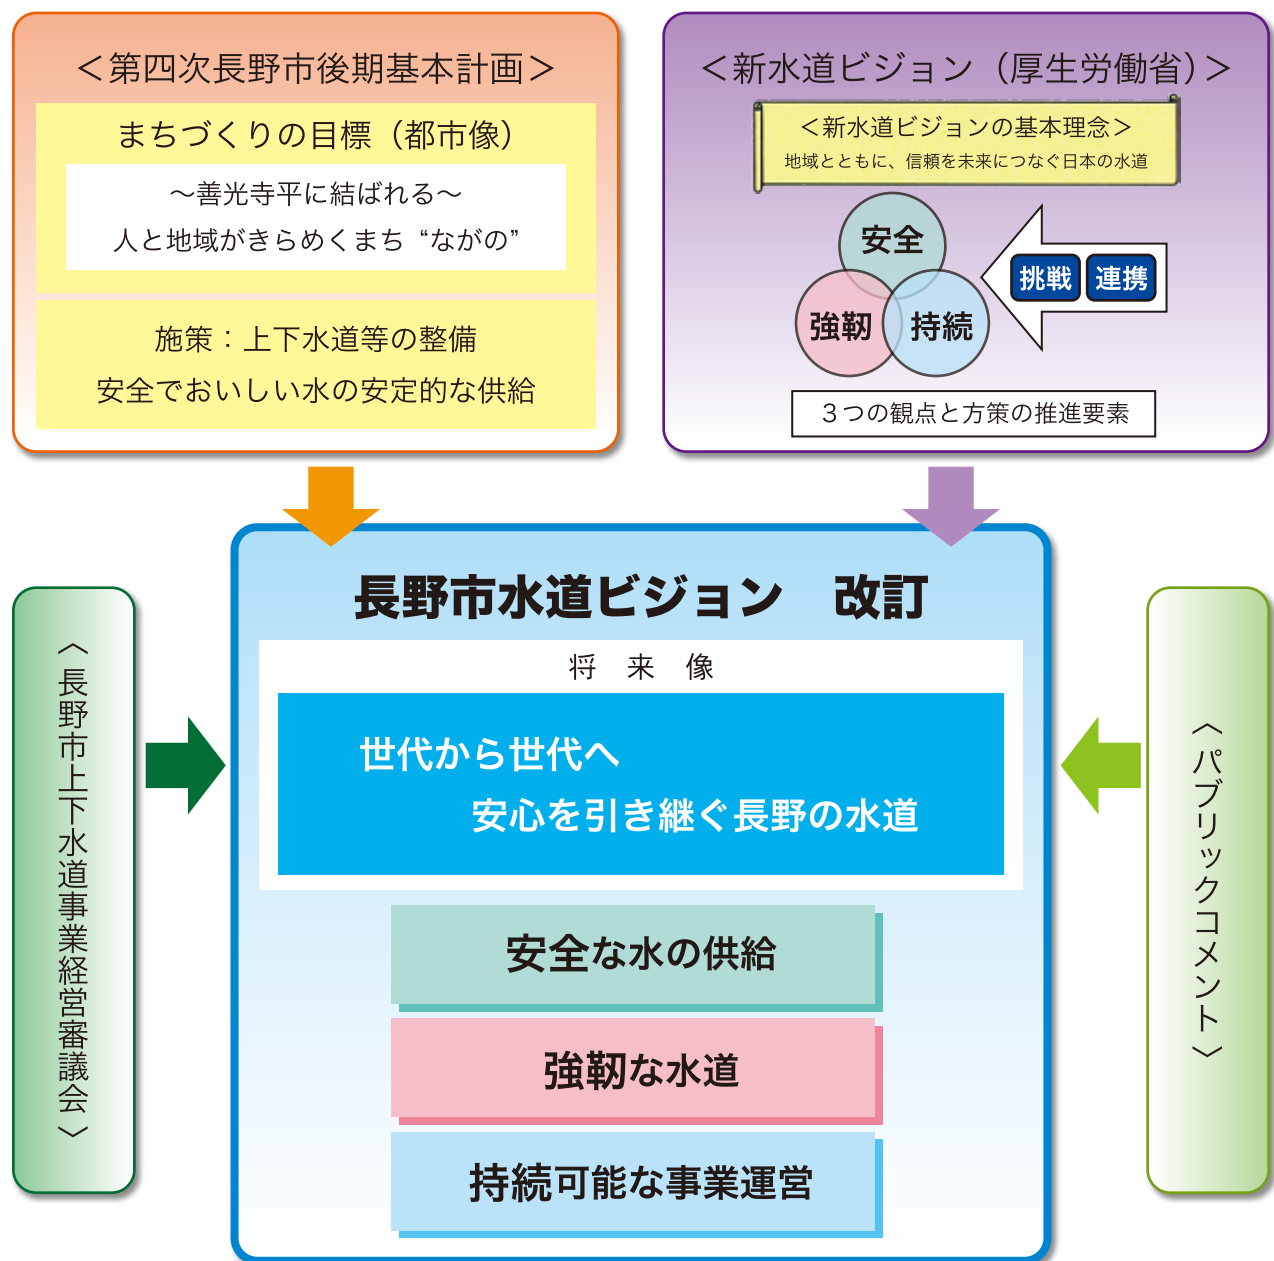 ＜第四次長野市後期基本計画＞
まちづくりの目標（都市像）
～善光寺平に結ばれる～
人と地域がきらめくまち “ながの”
施策：上下水道等の整備
安全でおいしい水の安定的な供給
＜新水道ビジョン（厚生労働省）＞
＜新水道ビジョンの基本理念＞
地域とともに、信頼を未来につなぐ日本の水道
安全
強靭
持続
挑戦
連携
３つの観点と方策の推進要素
長野市水道ビジョン　改訂
将　来　像
世代から世代へ
安心を引き継ぐ長野の水道
安全な水の供給
強靭な水道
持続可能な事業運営
〈長野市上下水道事業経営審議会〉
〈パブリックコメント〉